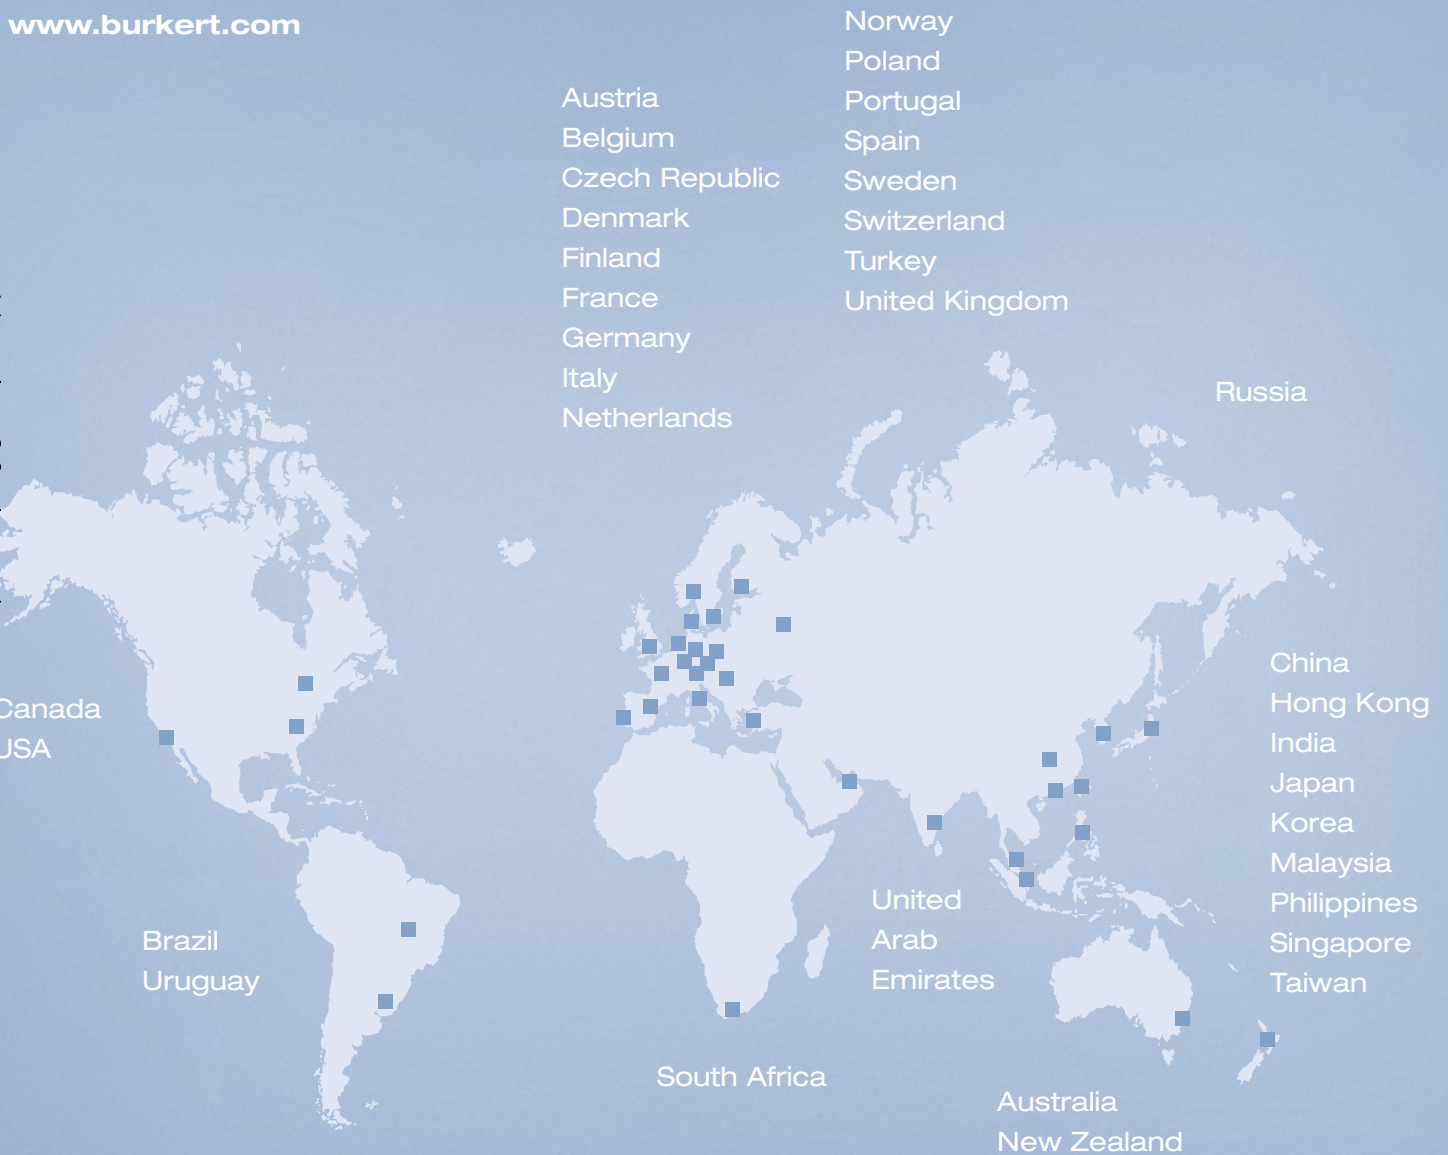 www.burkert.com
Austria
Belgium
Czech Republic
Denmark
Finland
France
Germany
Italy
Netherlands
Norway
Poland
Portugal
Spain
Sweden
Switzerland
Turkey
United Kingdom
Russia
Canada
USA
Brazil
Uruguay
South Africa
United
Arab
Emirates
China
Hong Kong
India
Japan
Korea
Malaysia
Philippines
Singapore
Taiwan
Australia
New Zealand